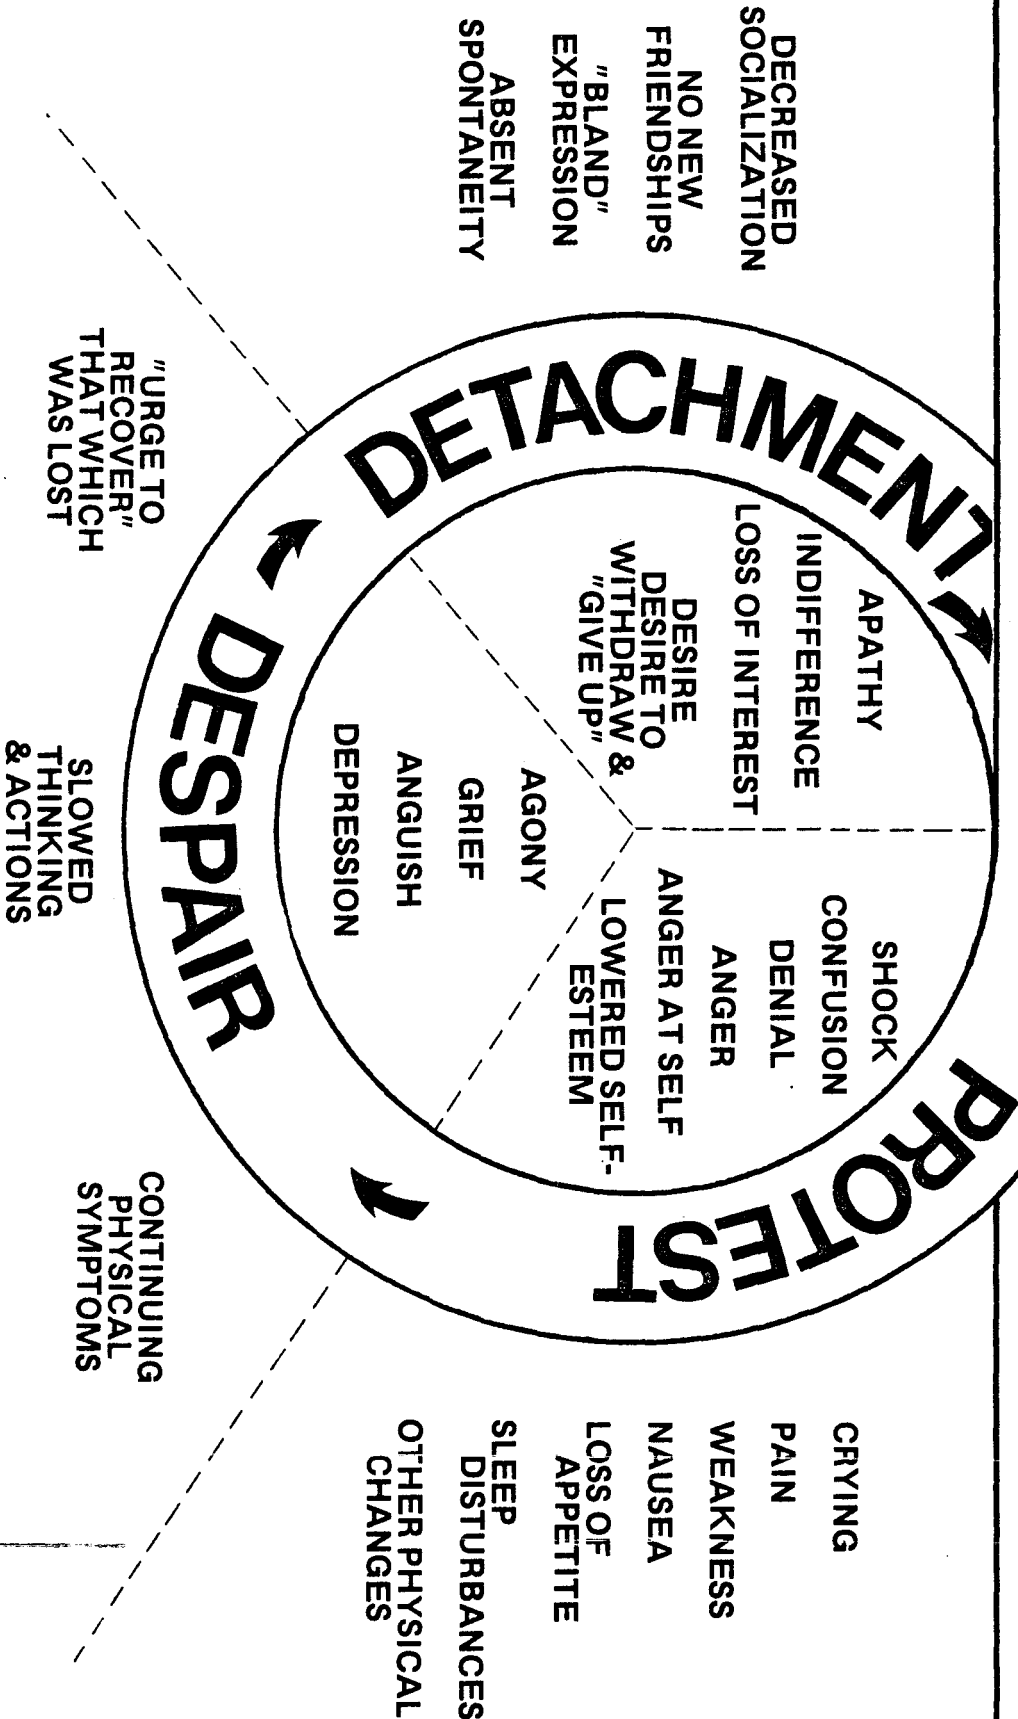 PROTEST
SHOCK
CONFUSION
DENIAL
ANGER
ANGER AT SELF
LOWERED SELF-
ESTEEM
CRYING
PAIN
WEAKNESS
NAUSEA
LOSS OF
APPETITE
SLEEP
DISTURBANCES
OTHER PHYSICAL
CHANGES
DESPAIR
AGONY
GRIEF
ANGUISH
DEPRESSION
CONTINUING
PHYSICAL
SYMPTOMS
SLOWED
THINKING
& ACTIONS
"URGE TO
RECOVER"
THAT WHICH
WAS LOST
DETACHMENT
APATHY
INDIFFERENCE
LOSS OF INTEREST
DESIRE
DESIRE TO
WITHDRAW &
"GIVE UP"
DECREASED
SOCIALIZATION
NO NEW
FRIENDSHIPS
"BLAND"
EXPRESSION
ABSENT
SPONTANEITY